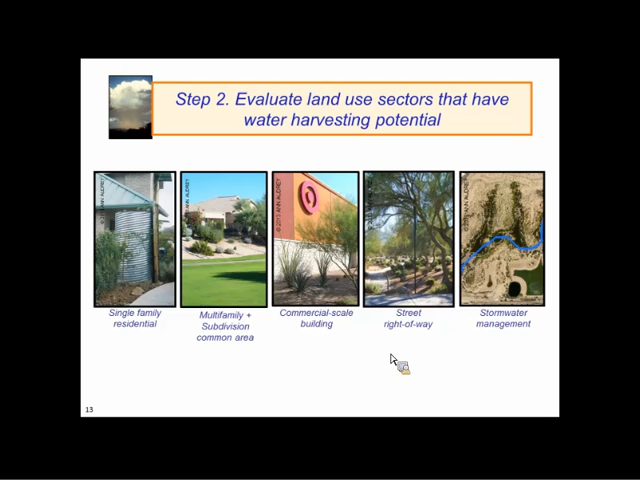 Step 2. Evaluate land use sectors that have
water harvesting potential
Single family
residential
Multifamily +
Subdivision
common area
Commercial-scale
building
Street
right-of-way
Stormwater
management
13